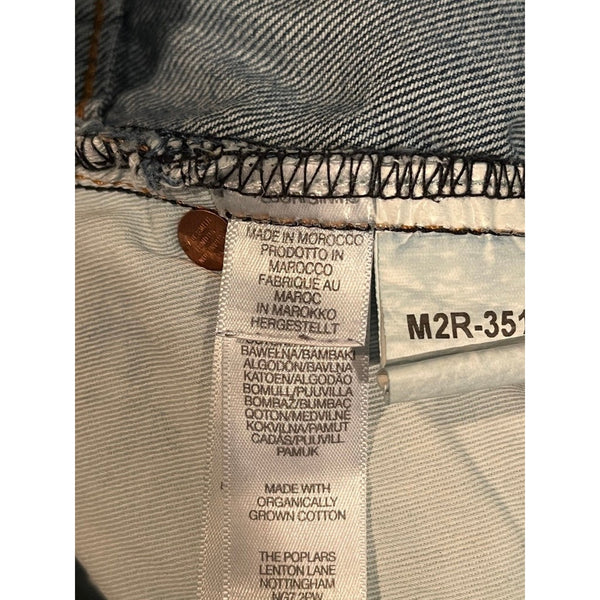 MADE IN MOROCCO
PRODOTTO IN
MAROCCO
FABRIQUE AU
MAROC
IN MAROKKO
HERGESTELLT
M2R-351
BAWEŁNA/BAMBAKI
ALGODÓN/BAVLNA
KATOEN/ALGODÃO
BOMULL/PUUVILLA
BOMBAŽ/BUMBAC
QOTON/MEDVILNĖ
KOKVILNA/PAMUT
CADÁS/PUUVILL
PAMUK
MADE WITH
ORGANICALLY
GROWN COTTON
THE POPLARS
LENTON LANE
NOTTINGHAM
NG7 2PW